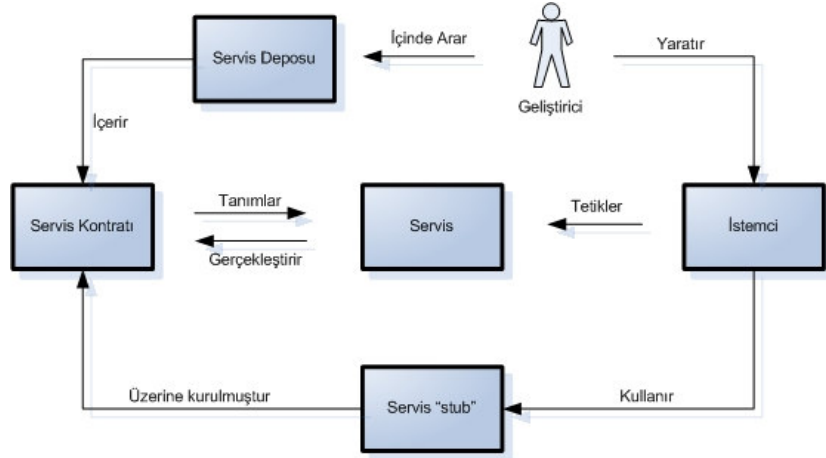 Servis Deposu
İçinde Arar
Yaratır
Geliştirici
İçerir
Servis Kontratı
Tanımlar
Gerçekleştirir
Servis
Tetikler
İstemci
Üzerine kurulmuştur
Servis “stub”
Kullanır